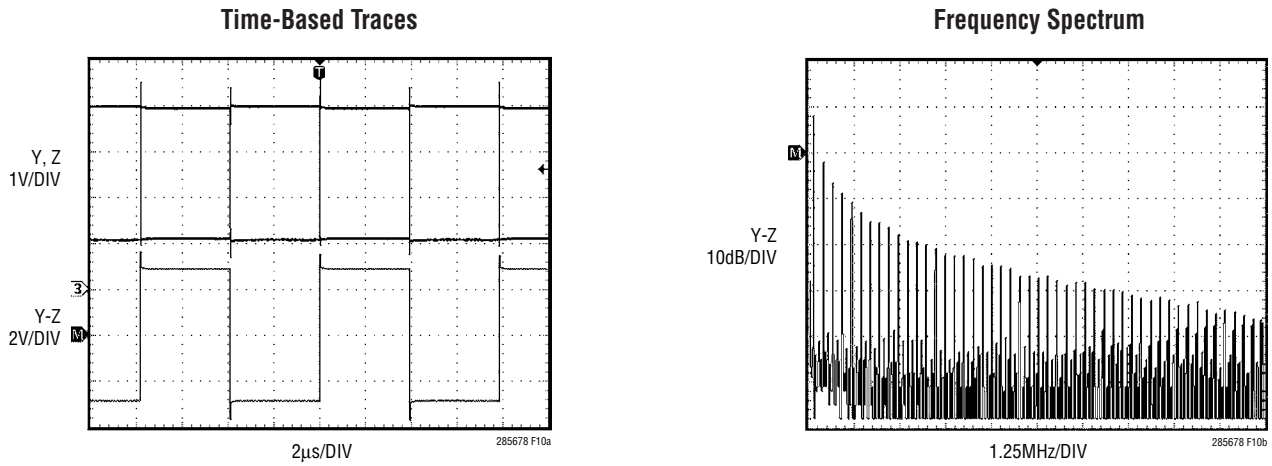 Time-Based Traces
T
Y, Z
1V/DIV
3
Y-Z
2V/DIV
M
2µs/DIV
285678 F10a
Frequency Spectrum
M
Y-Z
10dB/DIV
1.25MHz/DIV
285678 F10b